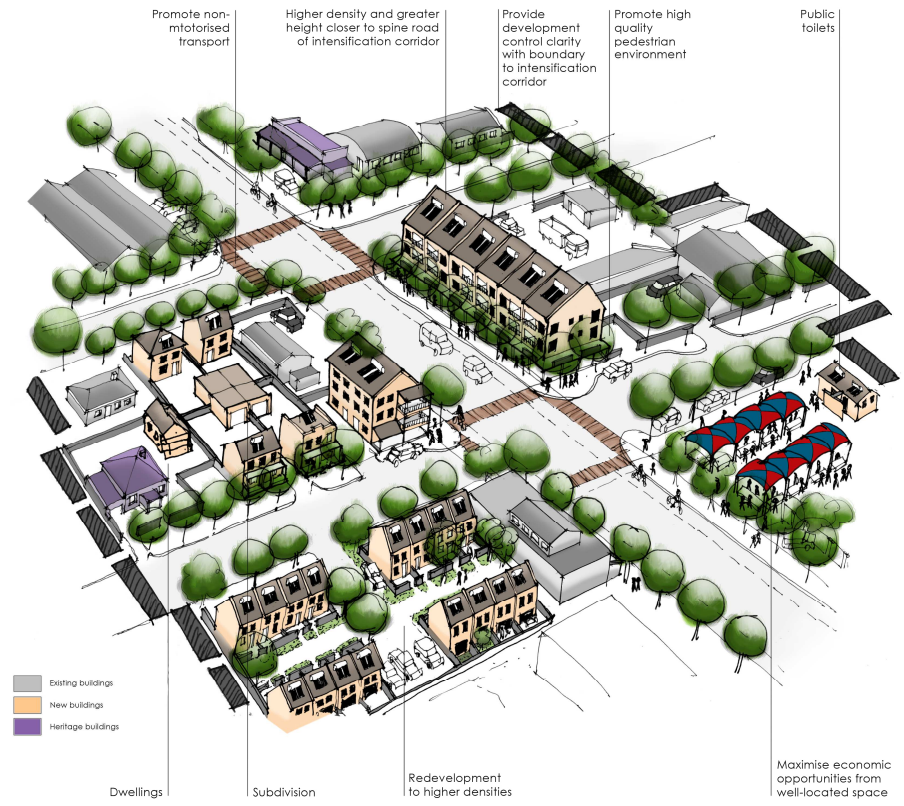 Promote non-
mtotorised
transport
Higher density and greater
height closer to spine road
of intensification corridor
Provide
development
control clarity
with boundary
to intensification
corridor
Promote high
quality
pedestrian
environment
Public
toilets
Existing buildings
New buildings
Heritage buildings
Dwellings
Subdivision
Redevelopment
to higher densities
Maximise economic
opportunities from
well-located space